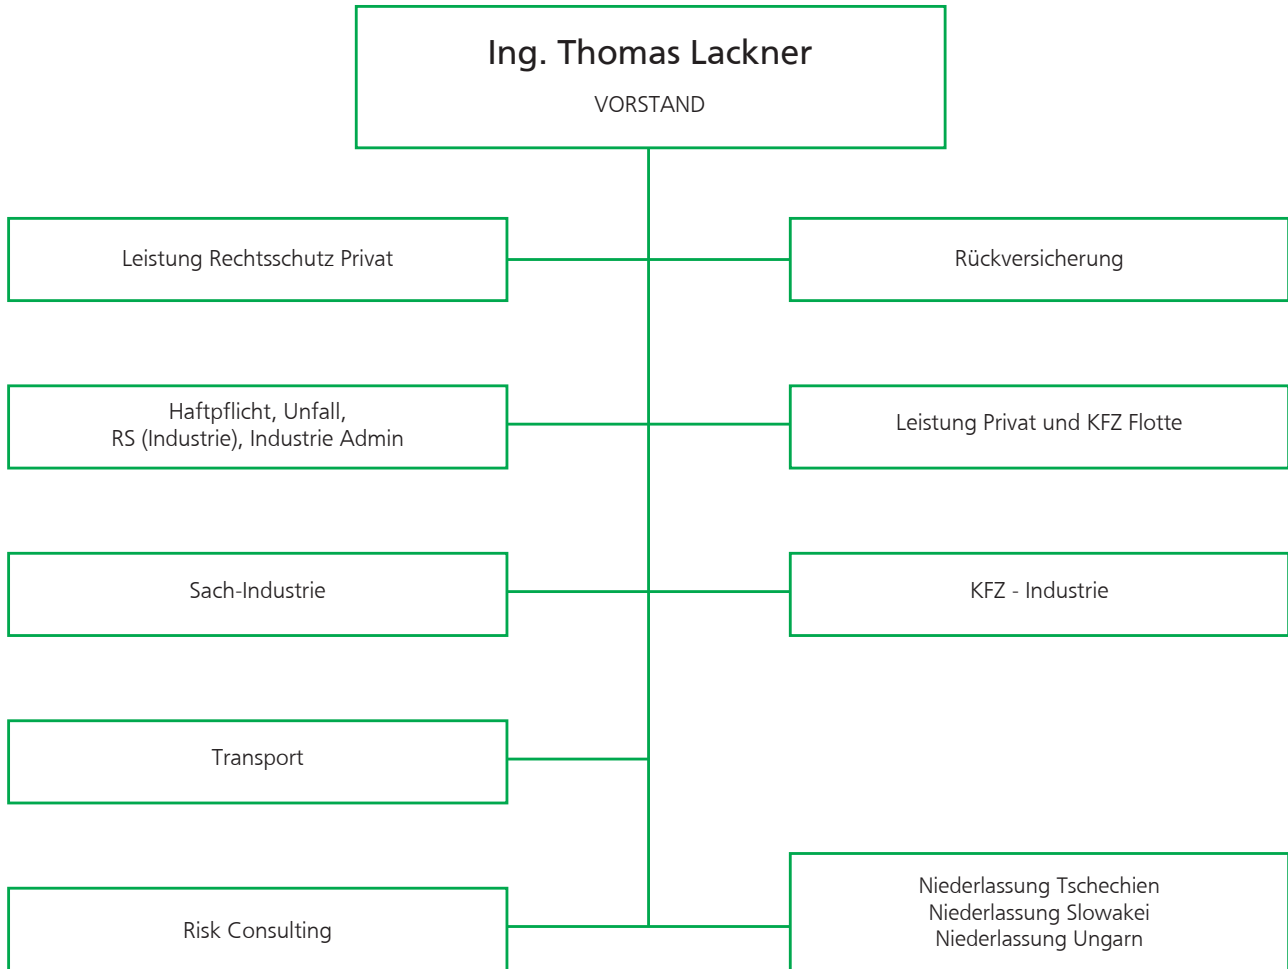 Ing. Thomas Lackner
VORSTAND
Leistung Rechtsschutz Privat
Rückversicherung
Haftpflicht, Unfall,
RS (Industrie), Industrie Admin
Leistung Privat und KFZ Flotte
Sach-Industrie
KFZ - Industrie
Transport
Risk Consulting
Niederlassung Tschechien
Niederlassung Slowakei
Niederlassung Ungarn